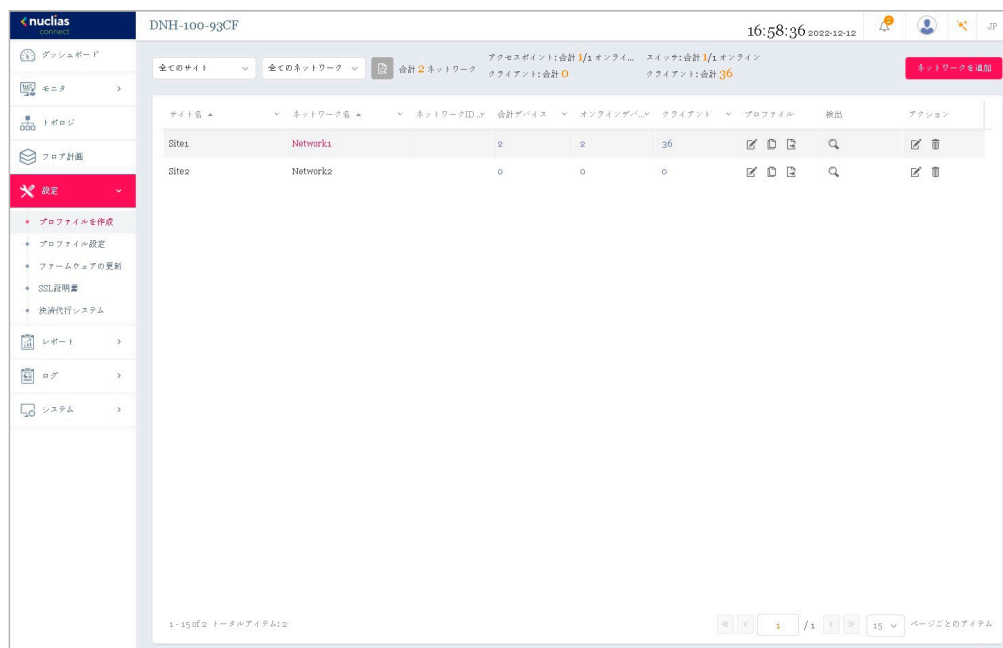 nuclias
connect
DNH-100-93CF
16:58:36 2022-12-12
JP
ダッシュボード
モニタ
トポロジ
フロア計画
設定
プロファイルを作成
プロファイル設定
ファームウェアの更新
SSL証明書
決済代行システム
レポート
ログ
システム
全てのサイト
全てのネットワーク
合計 2 ネットワーク
アクセスポイント:合計 1/1 オンライ...
クライアント:合計 0
スイッチ:合計 1/1 オンライン
クライアント:合計 36
ネットワークを追加
サイト名 ネットワーク名 ネットワークID... 合計デバイス オンラインデバ... クライアント プロファイル 検出 アクション
Site1 Network1 2 2 36
Site2 Network2 0 0 0
1 - 15 of 2 トータルアイテム: 2
1 / 1 15 ページごとのアイテム